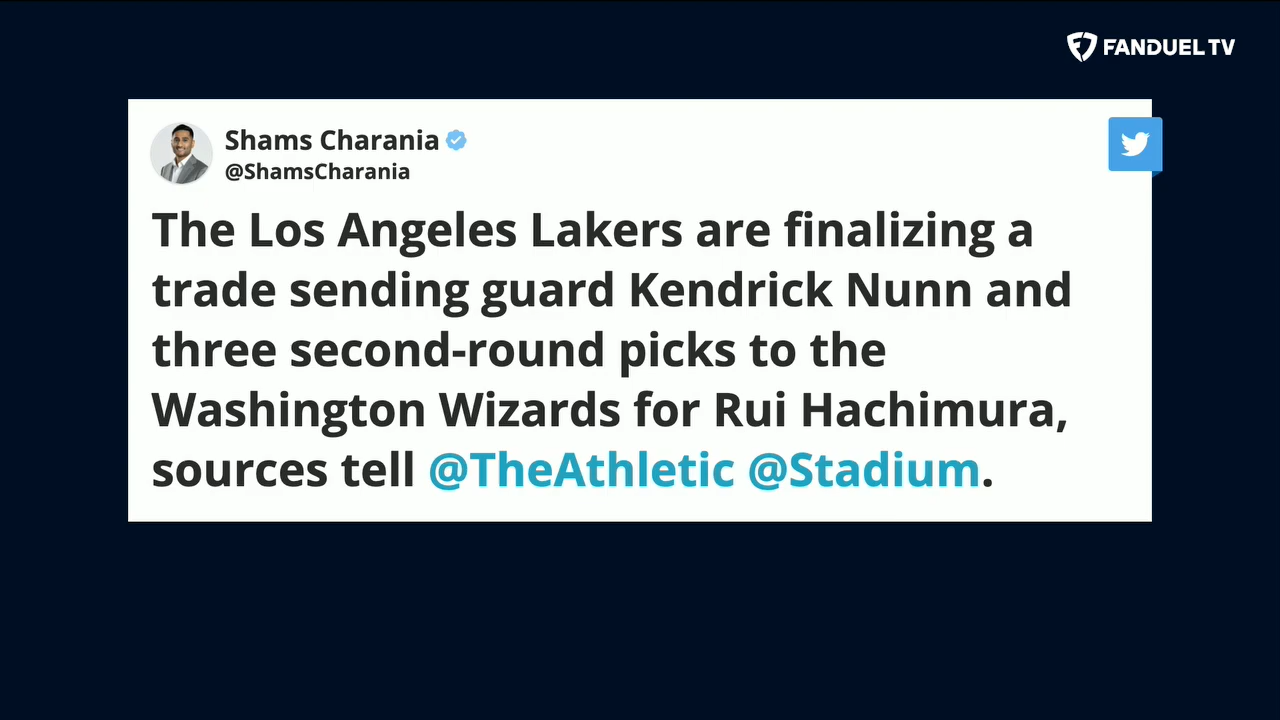 FANDUEL TV
Shams Charania
@ShamsCharania
The Los Angeles Lakers are finalizing a
trade sending guard Kendrick Nunn and
three second-round picks to the
Washington Wizards for Rui Hachimura,
sources tell @TheAthletic @Stadium.